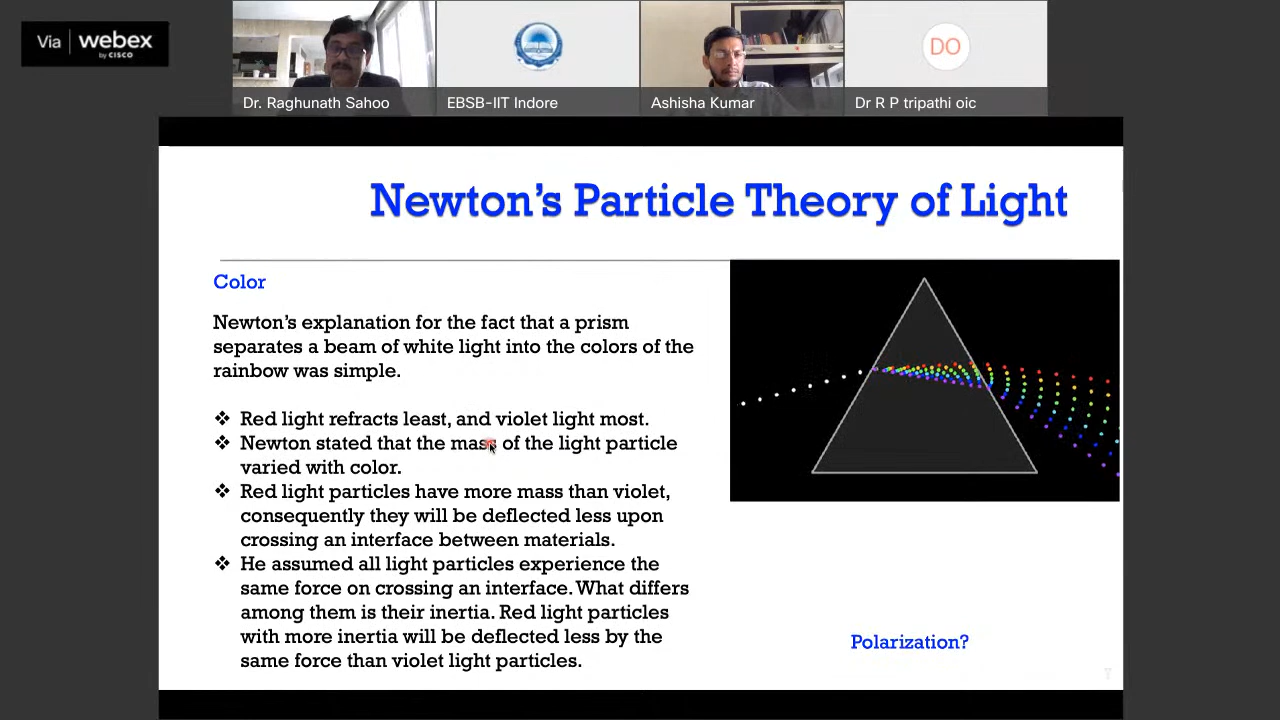 Via webex
by CISCO
Dr. Raghunath Sahoo
EBSB-IIT Indore
Ashisha Kumar
DO
Dr R P tripathi oic
Newton's Particle Theory of Light
Color
Newton's explanation for the fact that a prism
separates a beam of white light into the colors of the
rainbow was simple.
❖ Red light refracts least, and violet light most.
❖ Newton stated that the mass of the light particle
varied with color.
❖ Red light particles have more mass than violet,
consequently they will be deflected less upon
crossing an interface between materials.
❖ He assumed all light particles experience the
same force on crossing an interface. What differs
among them is their inertia. Red light particles
with more inertia will be deflected less by the
same force than violet light particles.
Polarization?